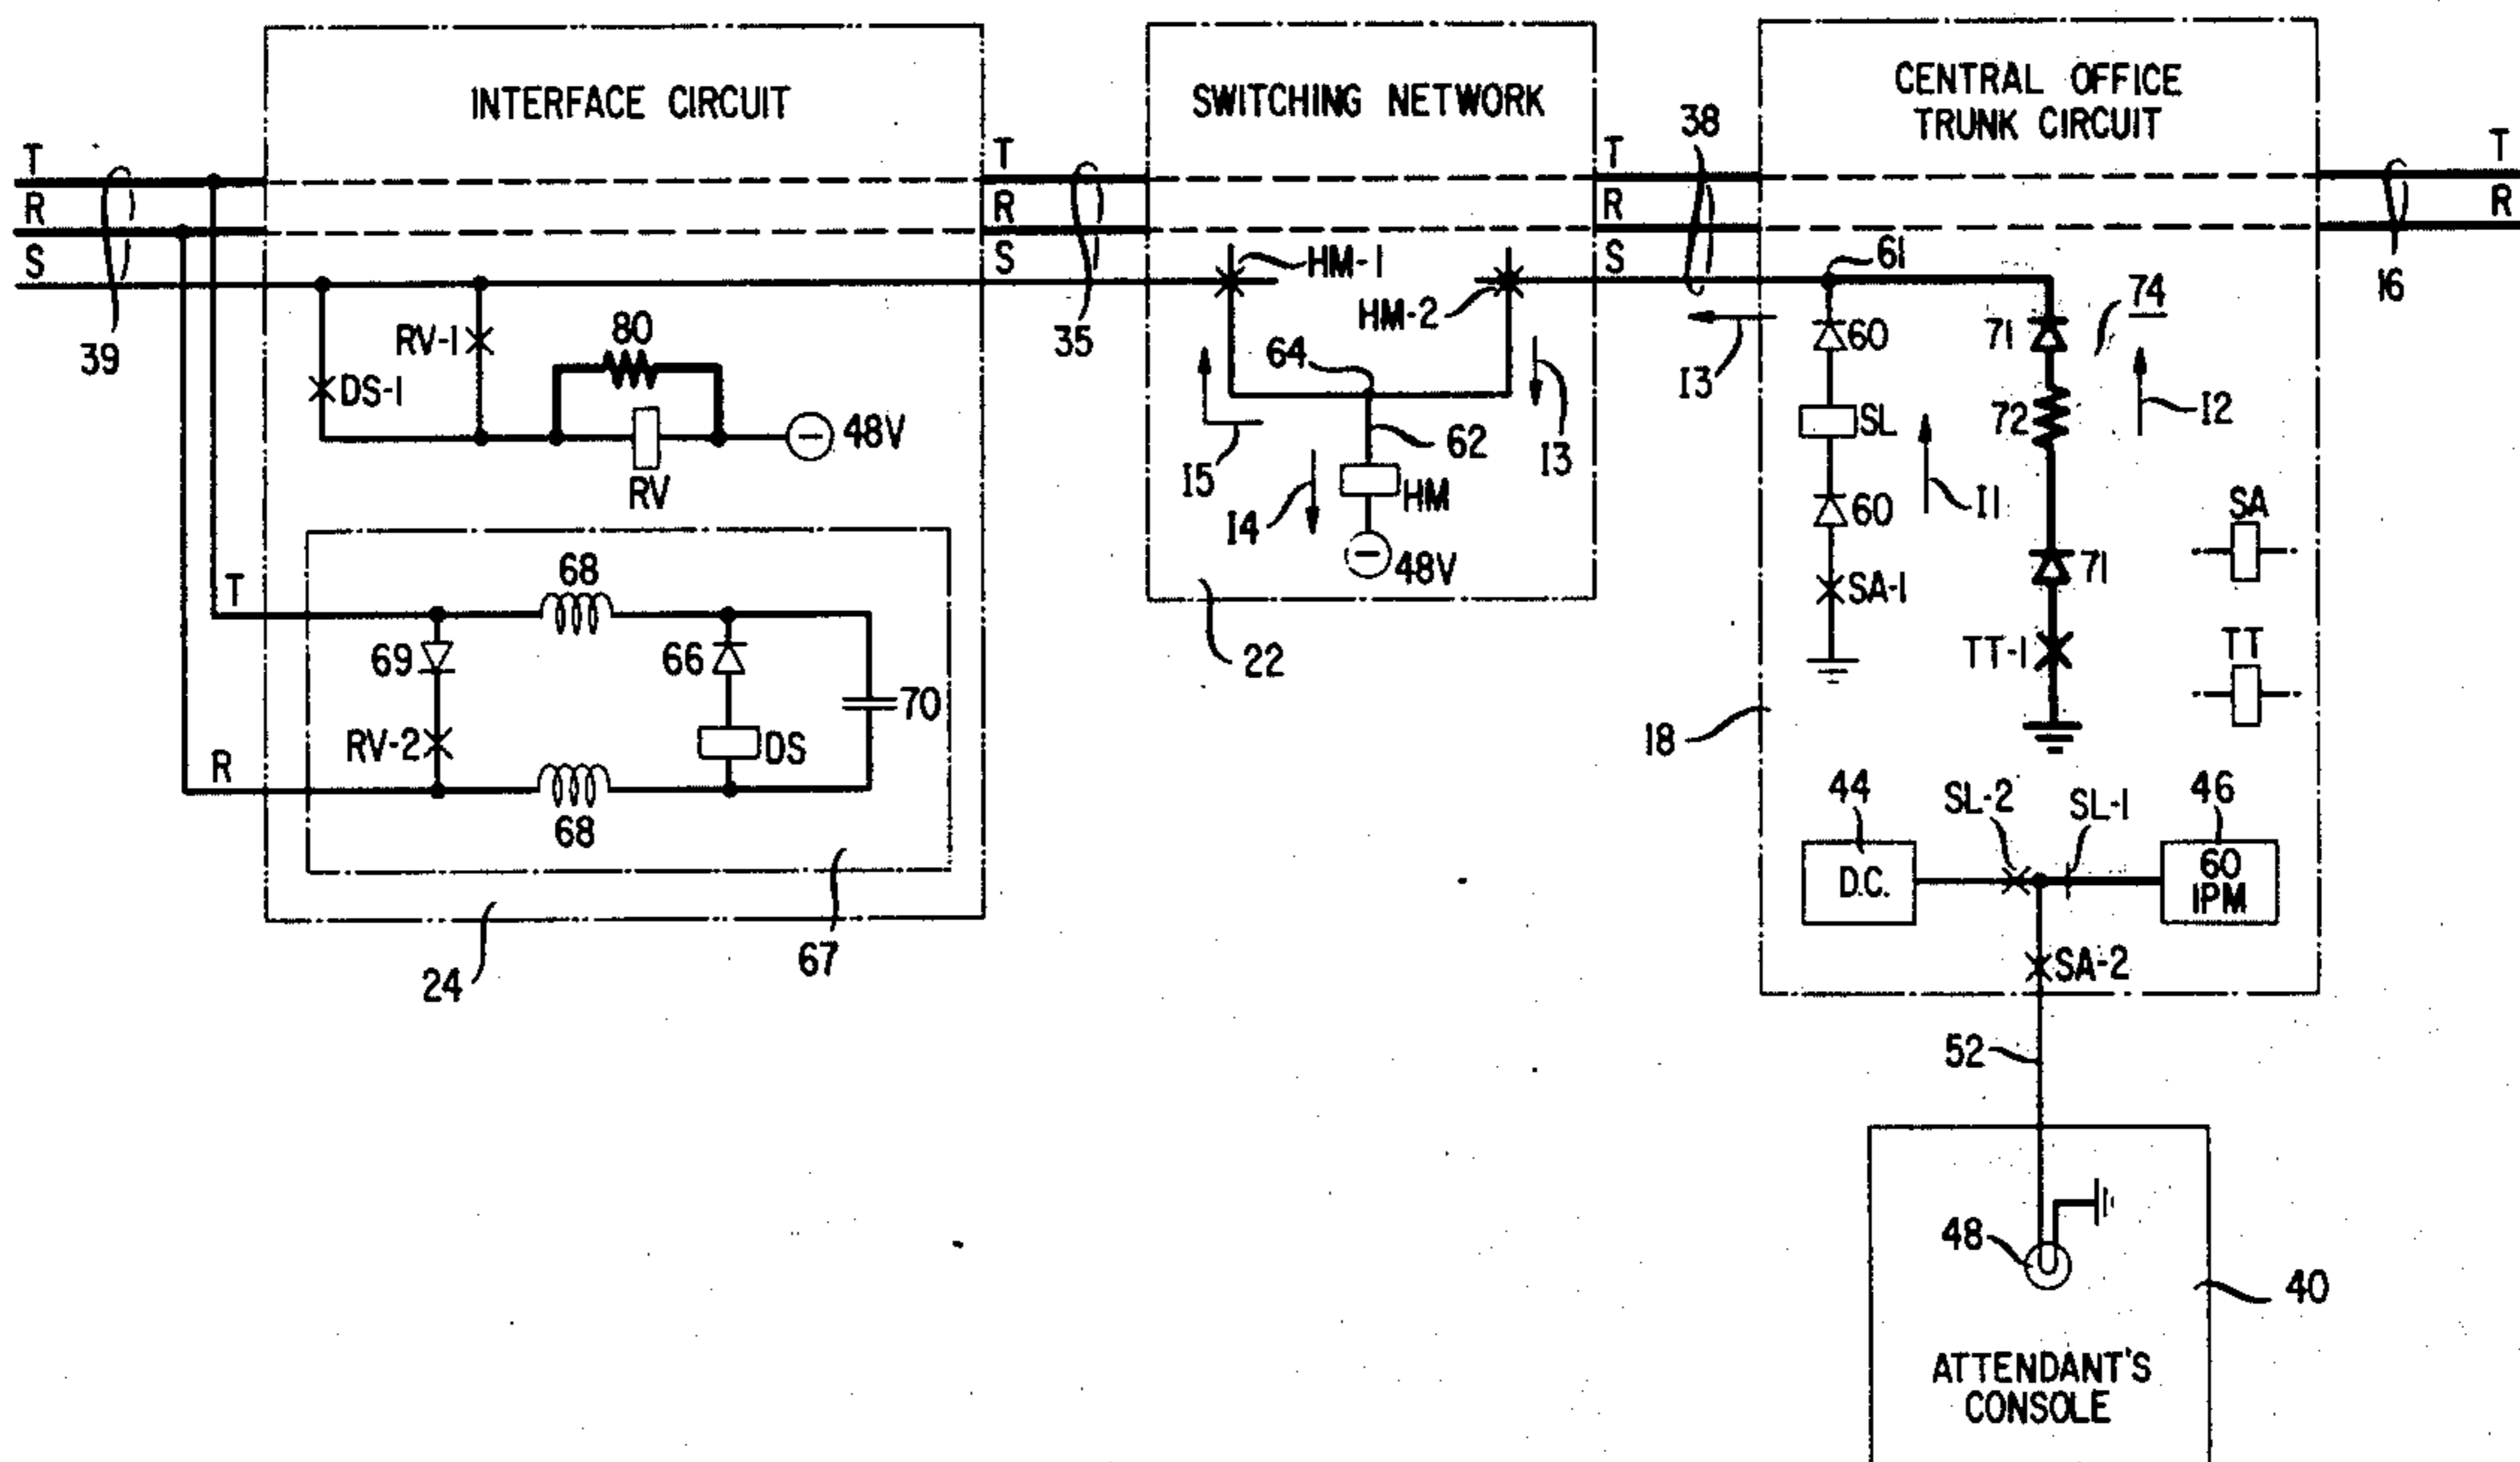 INTERFACE CIRCUIT
SWITCHING NETWORK
CENTRAL OFFICE
TRUNK CIRCUIT
T
R
S
39
T
R
S
35
T
R
S
38
T
R
16
RV-1
DS-1
80
RV
48V
HM-1
HM-2
64
62
I5
I4
I3
HM
48V
22
I3
61
60
SL
60
SA-1
I1
71
72
71
TT-1
74
I2
SA
TT
18
T
R
68
69
RV-2
66
DS
70
68
67
24
44
D.C.
SL-2
SL-1
46
60
IPM
SA-2
52
48
40
ATTENDANT'S
CONSOLE